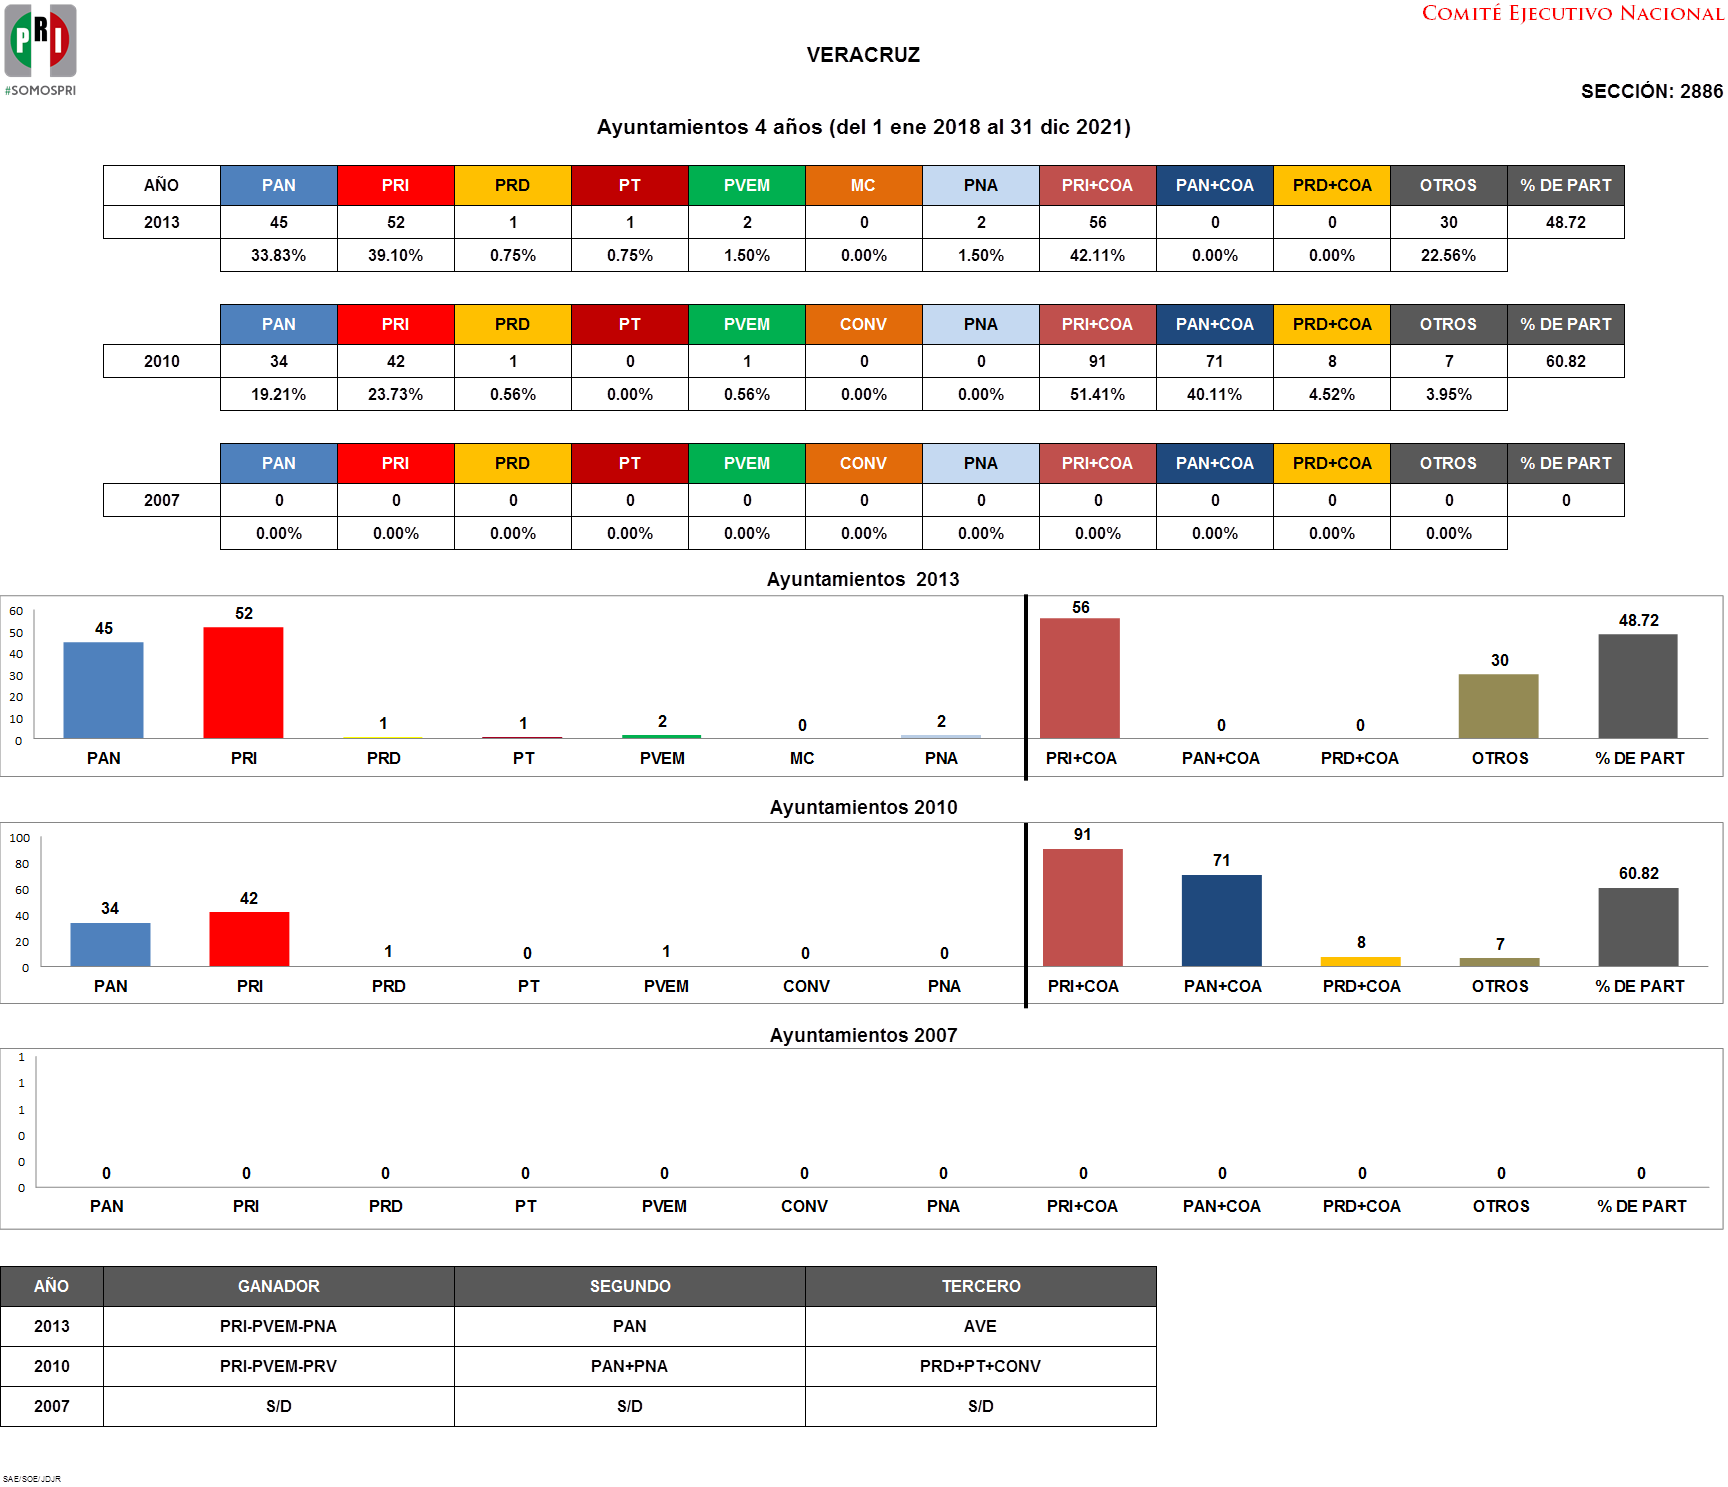 PRI
#SOMOSPRI
COMITÉ EJECUTIVO NACIONAL
VERACRUZ
SECCIÓN: 2886
Ayuntamientos 4 años (del 1 ene 2018 al 31 dic 2021)
AÑO PAN PRI PRD PT PVEM MC PNA PRI+COA PAN+COA PRD+COA OTROS % DE PART
2013 45 52 1 1 2 0 2 56 0 0 30 48.72
33.83% 39.10% 0.75% 0.75% 1.50% 0.00% 1.50% 42.11% 0.00% 0.00% 22.56%
PAN PRI PRD PT PVEM CONV PNA PRI+COA PAN+COA PRD+COA OTROS % DE PART
2010 34 42 1 0 1 0 0 91 71 8 7 60.82
19.21% 23.73% 0.56% 0.00% 0.56% 0.00% 0.00% 51.41% 40.11% 4.52% 3.95%
PAN PRI PRD PT PVEM CONV PNA PRI+COA PAN+COA PRD+COA OTROS % DE PART
2007 0 0 0 0 0 0 0 0 0 0 0 0
0.00% 0.00% 0.00% 0.00% 0.00% 0.00% 0.00% 0.00% 0.00% 0.00% 0.00%
Ayuntamientos 2013
60
50
40
30
20
10
0
45 52 1 1 2 0 2 56 0 0 30 48.72
PAN PRI PRD PT PVEM MC PNA PRI+COA PAN+COA PRD+COA OTROS % DE PART
Ayuntamientos 2010
100
80
60
40
20
0
34 42 1 0 1 0 0 91 71 8 7 60.82
PAN PRI PRD PT PVEM CONV PNA PRI+COA PAN+COA PRD+COA OTROS % DE PART
Ayuntamientos 2007
1
1
1
0
0
0
0 0 0 0 0 0 0 0 0 0 0 0
PAN PRI PRD PT PVEM CONV PNA PRI+COA PAN+COA PRD+COA OTROS % DE PART
AÑO GANADOR SEGUNDO TERCERO
2013 PRI-PVEM-PNA PAN AVE
2010 PRI-PVEM-PRV PAN+PNA PRD+PT+CONV
2007 S/D S/D S/D
SAE/SOE/JDJR